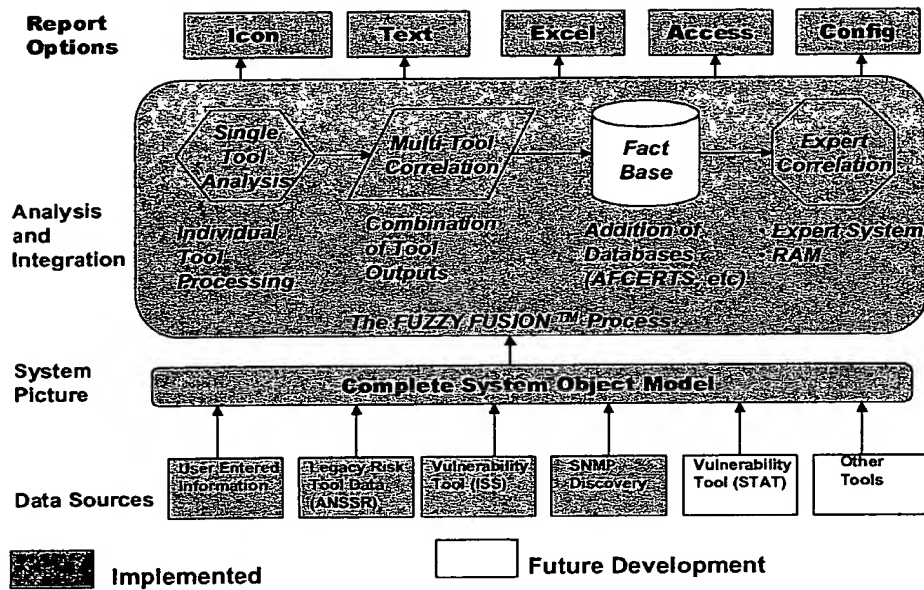 Report
Options
Icon
Text
Excel
Access
Config
Single
Tool
Analysis
Multi-Tool
Correlation
Fact
Base
Expert
Correlation
Analysis
and
Integration
Individual
Tool
Processing
Combination
of Tool
Outputs
Addition of
Databases
(AFCERTS, etc)
• Expert System
• RAM
The FUZZY FUSION™ Process
System
Picture
Complete System Object Model
Data Sources
User Entered
Information
Legacy Risk
Tool Data
(ANSSR)
Vulnerability
Tool (ISS)
SNMP
Discovery
Vulnerability
Tool (STAT)
Other
Tools
Implemented
Future Development